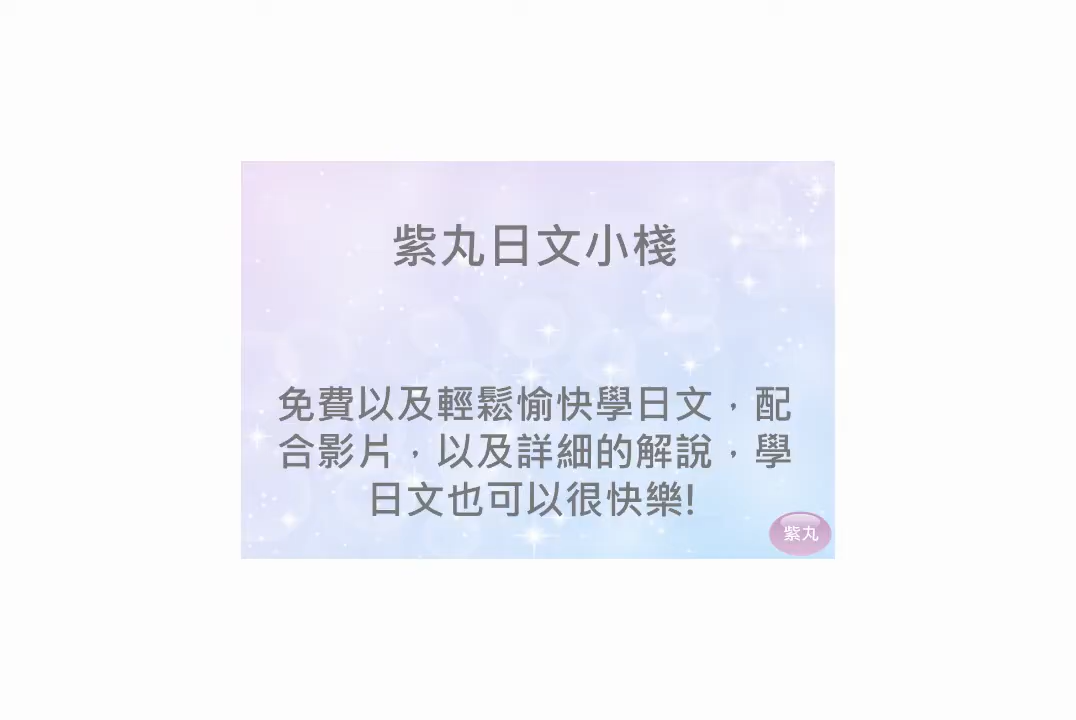 紫丸日文小棧
免費以及輕鬆愉快學日文，配
合影片，以及詳細的解說，學
日文也可以很快樂!
紫丸